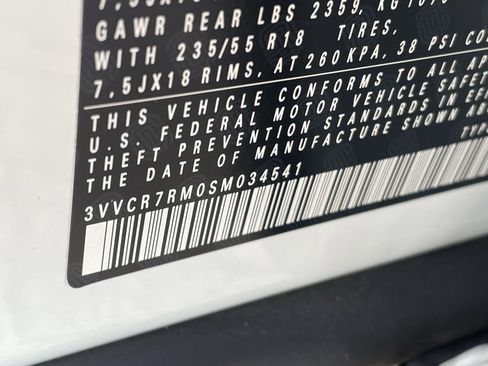 GAWR REAR LBS 2359, KG
WITH 235/55 R18 TIRES,
7,5JX18 RIMS, AT 260KPA, 38 PSI
THIS VEHICLE CONFORMS TO ALL
U.S. FEDERAL MOTOR VEHICLE SAFETY
THEFT PREVENTION STANDARDS IN
DATE OF MANUFACTURE SHOWN
3VVCR7RM0SM034541